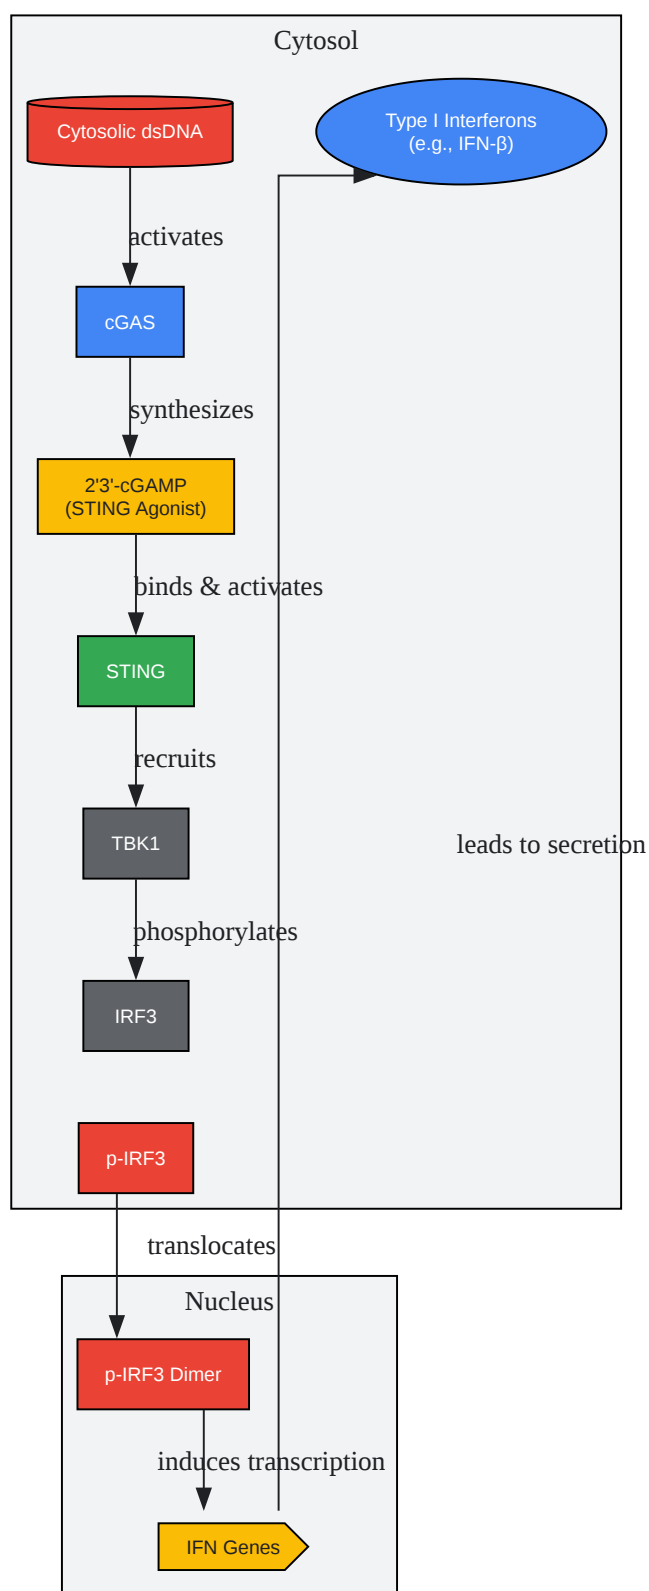 Cytosol
Cytosolic dsDNA
Type I Interferons
(e.g., IFN-β)
activates
cGAS
synthesizes
2'3'-cGAMP
(STING Agonist)
binds & activates
STING
recruits
TBK1
leads to secretion
phosphorylates
IRF3
p-IRF3
translocates
Nucleus
p-IRF3 Dimer
induces transcription
IFN Genes